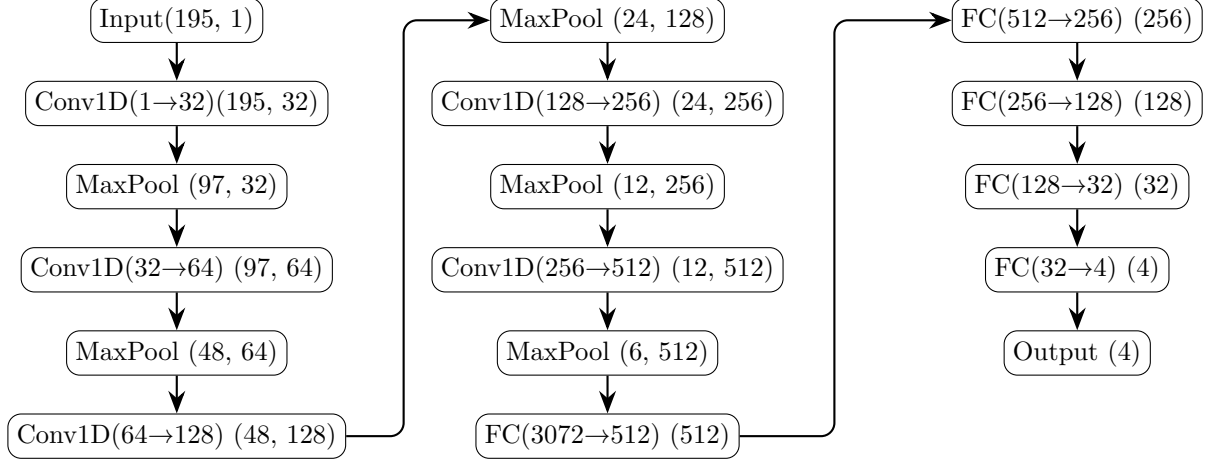 Input(195, 1)
Conv1D(1→32)(195, 32)
MaxPool (97, 32)
Conv1D(32→64) (97, 64)
MaxPool (48, 64)
Conv1D(64→128) (48, 128)
MaxPool (24, 128)
Conv1D(128→256) (24, 256)
MaxPool (12, 256)
Conv1D(256→512) (12, 512)
MaxPool (6, 512)
FC(3072→512) (512)
FC(512→256) (256)
FC(256→128) (128)
FC(128→32) (32)
FC(32→4) (4)
Output (4)